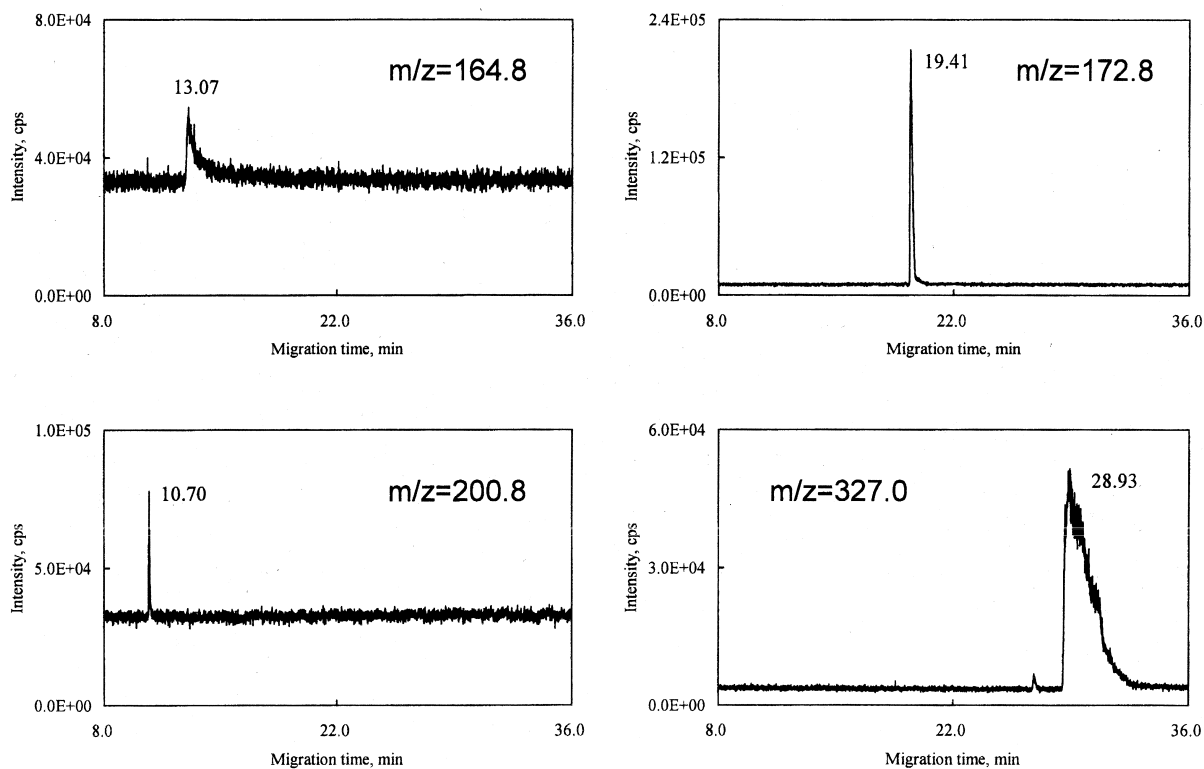 8.0E+04
m/z=164.8
13.07
Intensity, cps
4.0E+04
0.0E+00
8.0 22.0 36.0
Migration time, min
2.4E+05
19.41
m/z=172.8
Intensity, cps
1.2E+05
0.0E+00
8.0 22.0 36.0
Migration time, min
1.0E+05
10.70
m/z=200.8
Intensity, cps
5.0E+04
0.0E+00
8.0 22.0 36.0
Migration time, min
6.0E+04
28.93
m/z=327.0
Intensity, cps
3.0E+04
0.0E+00
8.0 22.0 36.0
Migration time, min